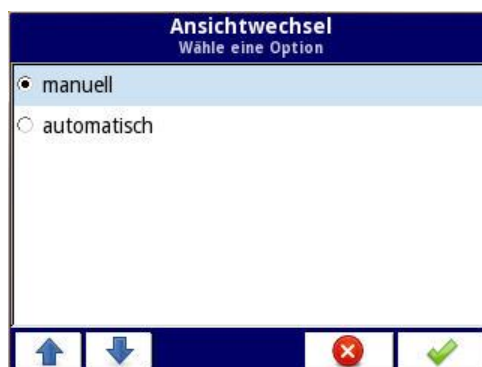 Ansichtwechsel
Wähle eine Option
manuell
automatisch